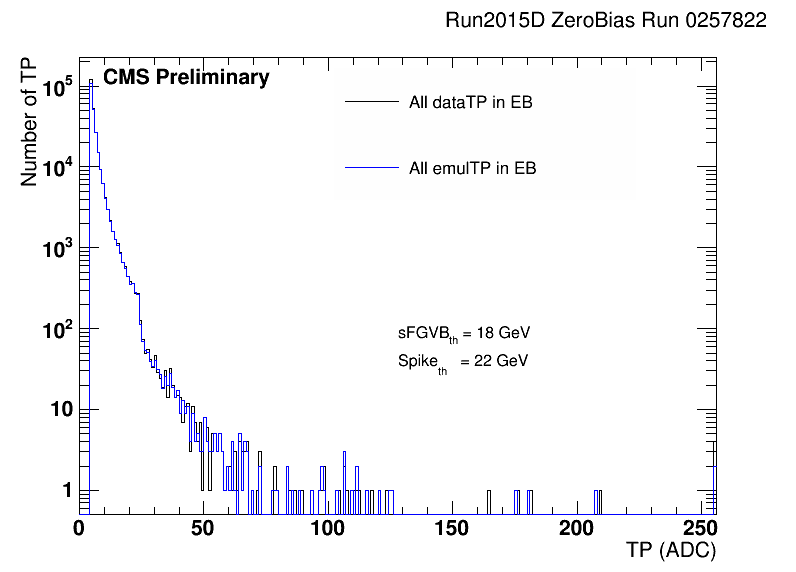 Run2015D ZeroBias Run 0257822
Number of TP
CMS Preliminary
All dataTP in EB
All emulTP in EB
sFGVB_th = 18 GeV
Spike_th = 22 GeV
10^5
10^4
10^3
10^2
10
1
0 50 100 150 200 250
TP (ADC)